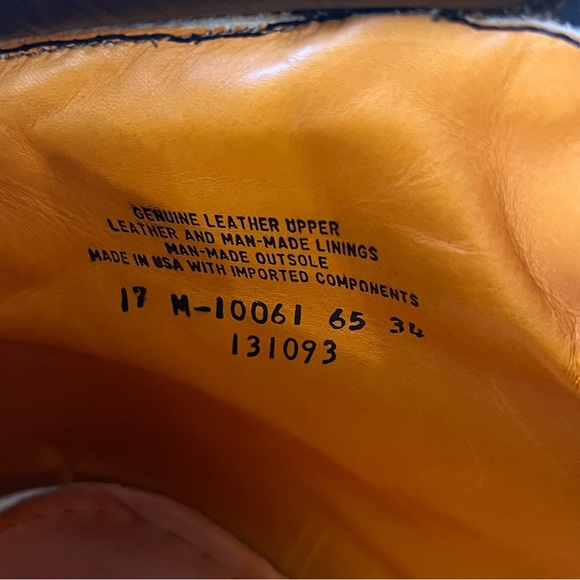 GENUINE LEATHER UPPER
LEATHER AND MAN-MADE LININGS
MAN-MADE OUTSOLE
MADE IN USA WITH IMPORTED COMPONENTS
17 M-10061 65 34
131093